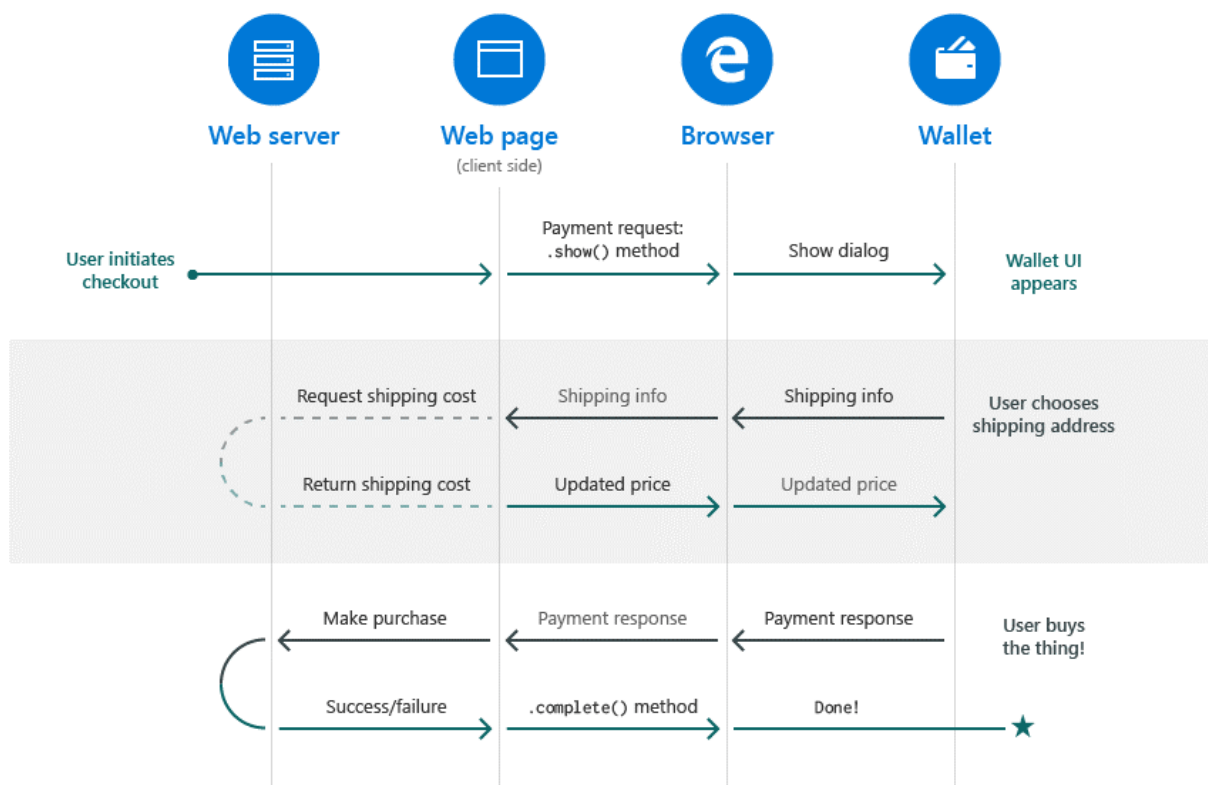 Web server
Web page
(client side)
Browser
Wallet
User initiates
checkout
Payment request:
.show() method
Show dialog
Wallet UI
appears
Request shipping cost
Shipping info
Shipping info
User chooses
shipping address
Return shipping cost
Updated price
Updated price
Make purchase
Payment response
Payment response
User buys
the thing!
Success/failure
.complete() method
Done!